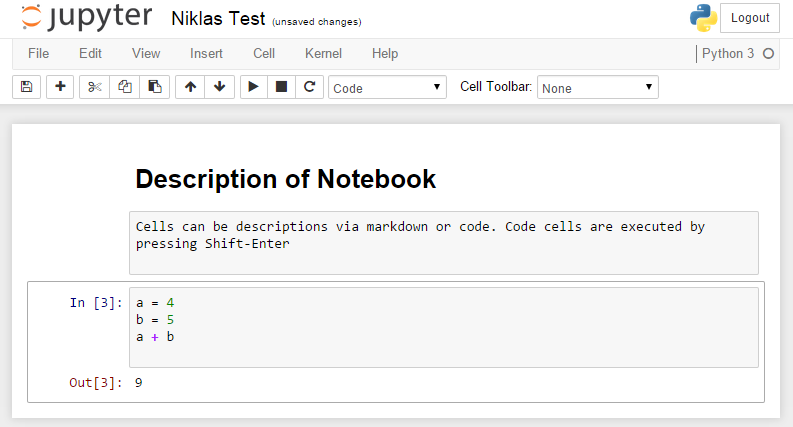 jupyter Niklas Test (unsaved changes) Logout
File Edit View Insert Cell Kernel Help Python 3
Code Cell Toolbar: None
Description of Notebook
Cells can be descriptions via markdown or code. Code cells are executed by
pressing Shift-Enter
In [3]: a = 4
b = 5
a + b
Out[3]: 9